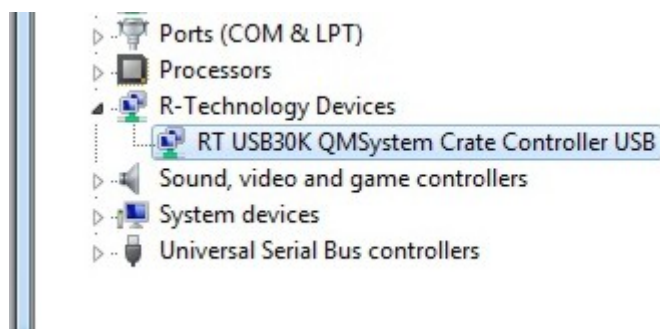 Ports (COM & LPT)
Processors
R-Technology Devices
RT USB30K QMSystem Crate Controller USB
Sound, video and game controllers
System devices
Universal Serial Bus controllers